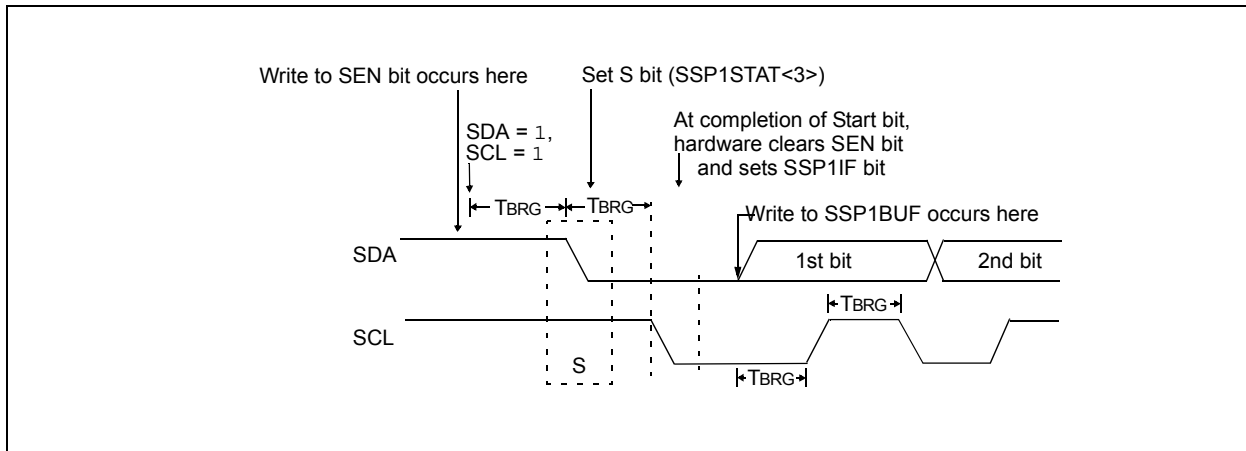 Write to SEN bit occurs here
Set S bit (SSP1STAT<3>)
SDA = 1,
SCL = 1
At completion of Start bit,
hardware clears SEN bit
and sets SSP1IF bit
TBRG
TBRG
Write to SSP1BUF occurs here
SDA
1st bit
2nd bit
TBRG
SCL
S
TBRG